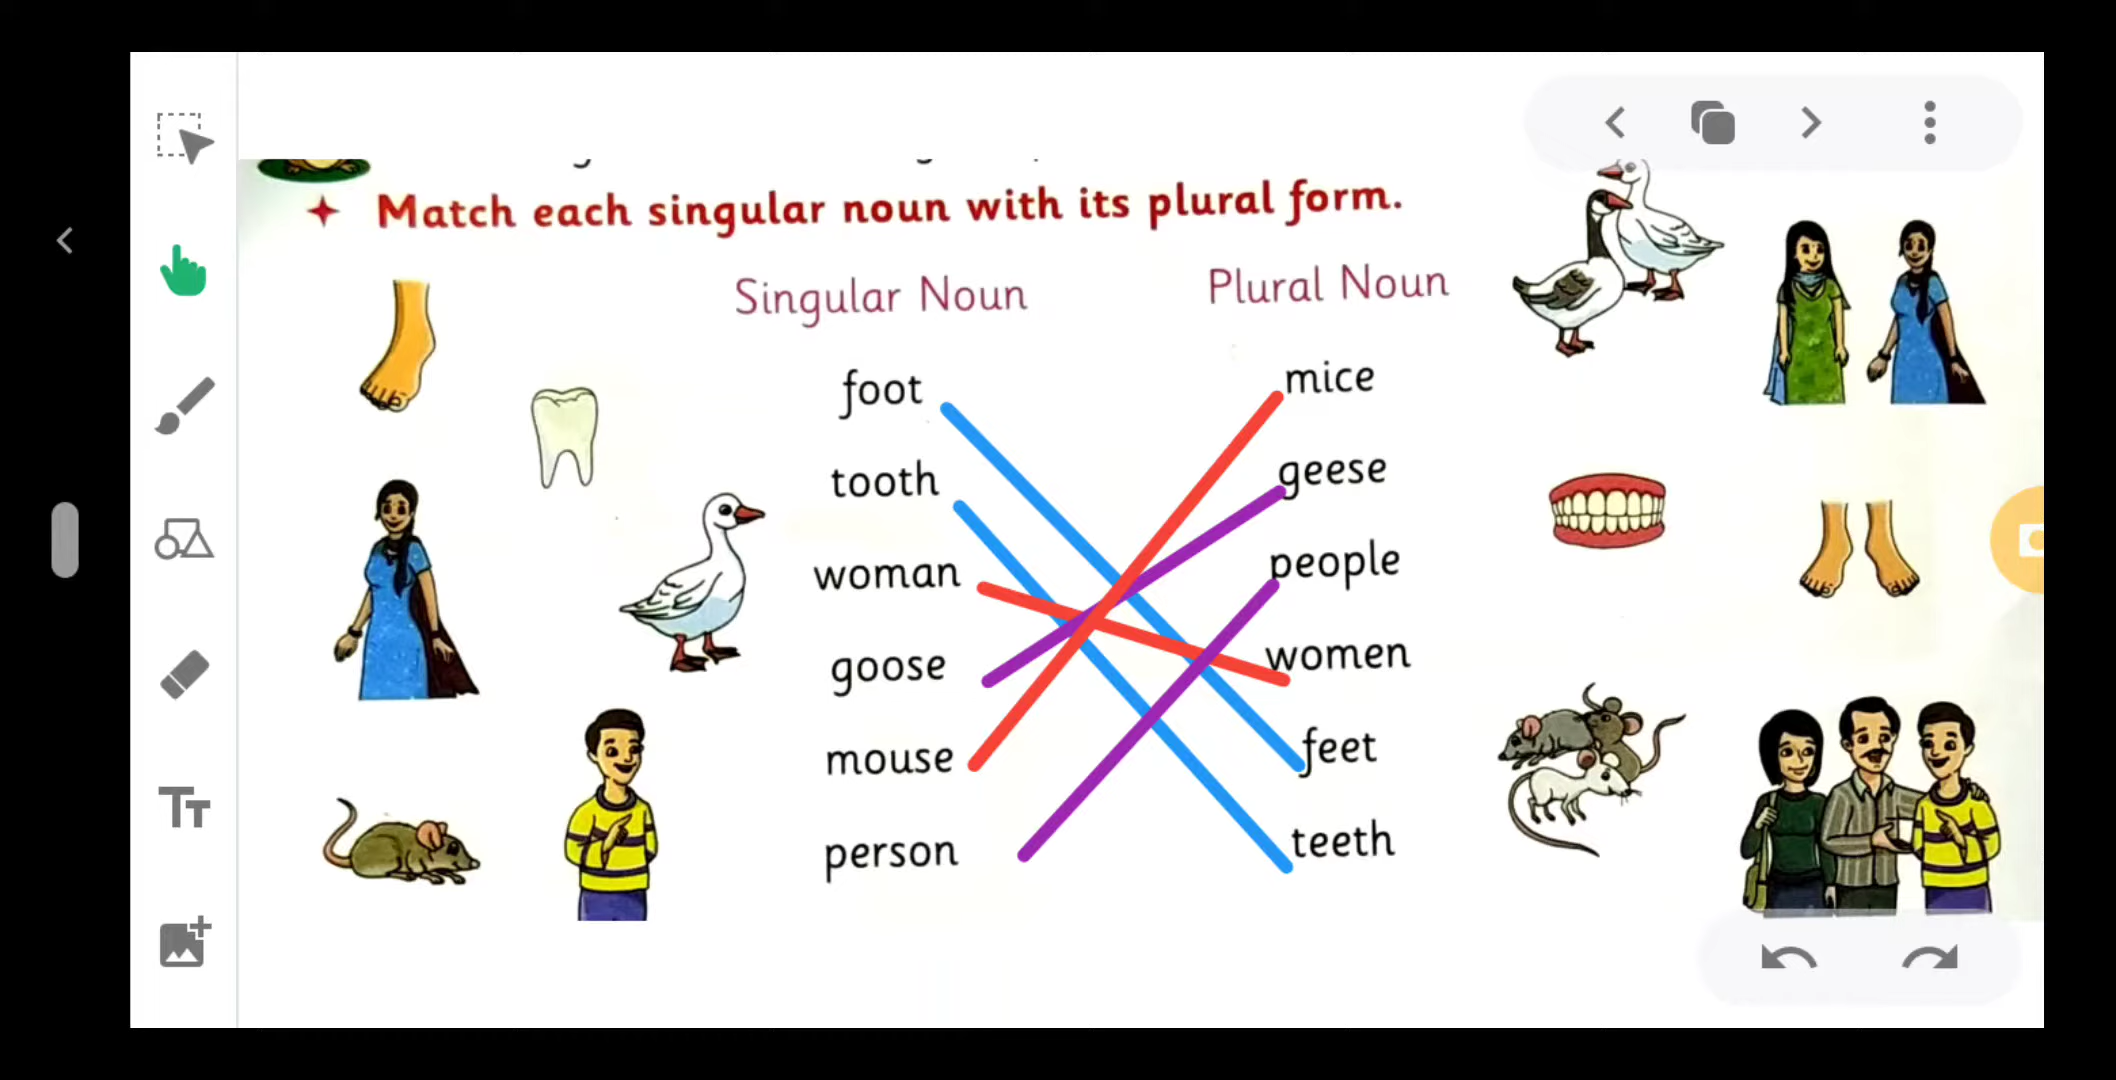 Match each singular noun with its plural form.
Singular Noun Plural Noun
foot mice
tooth geese
woman people
goose women
mouse feet
person teeth
Tт